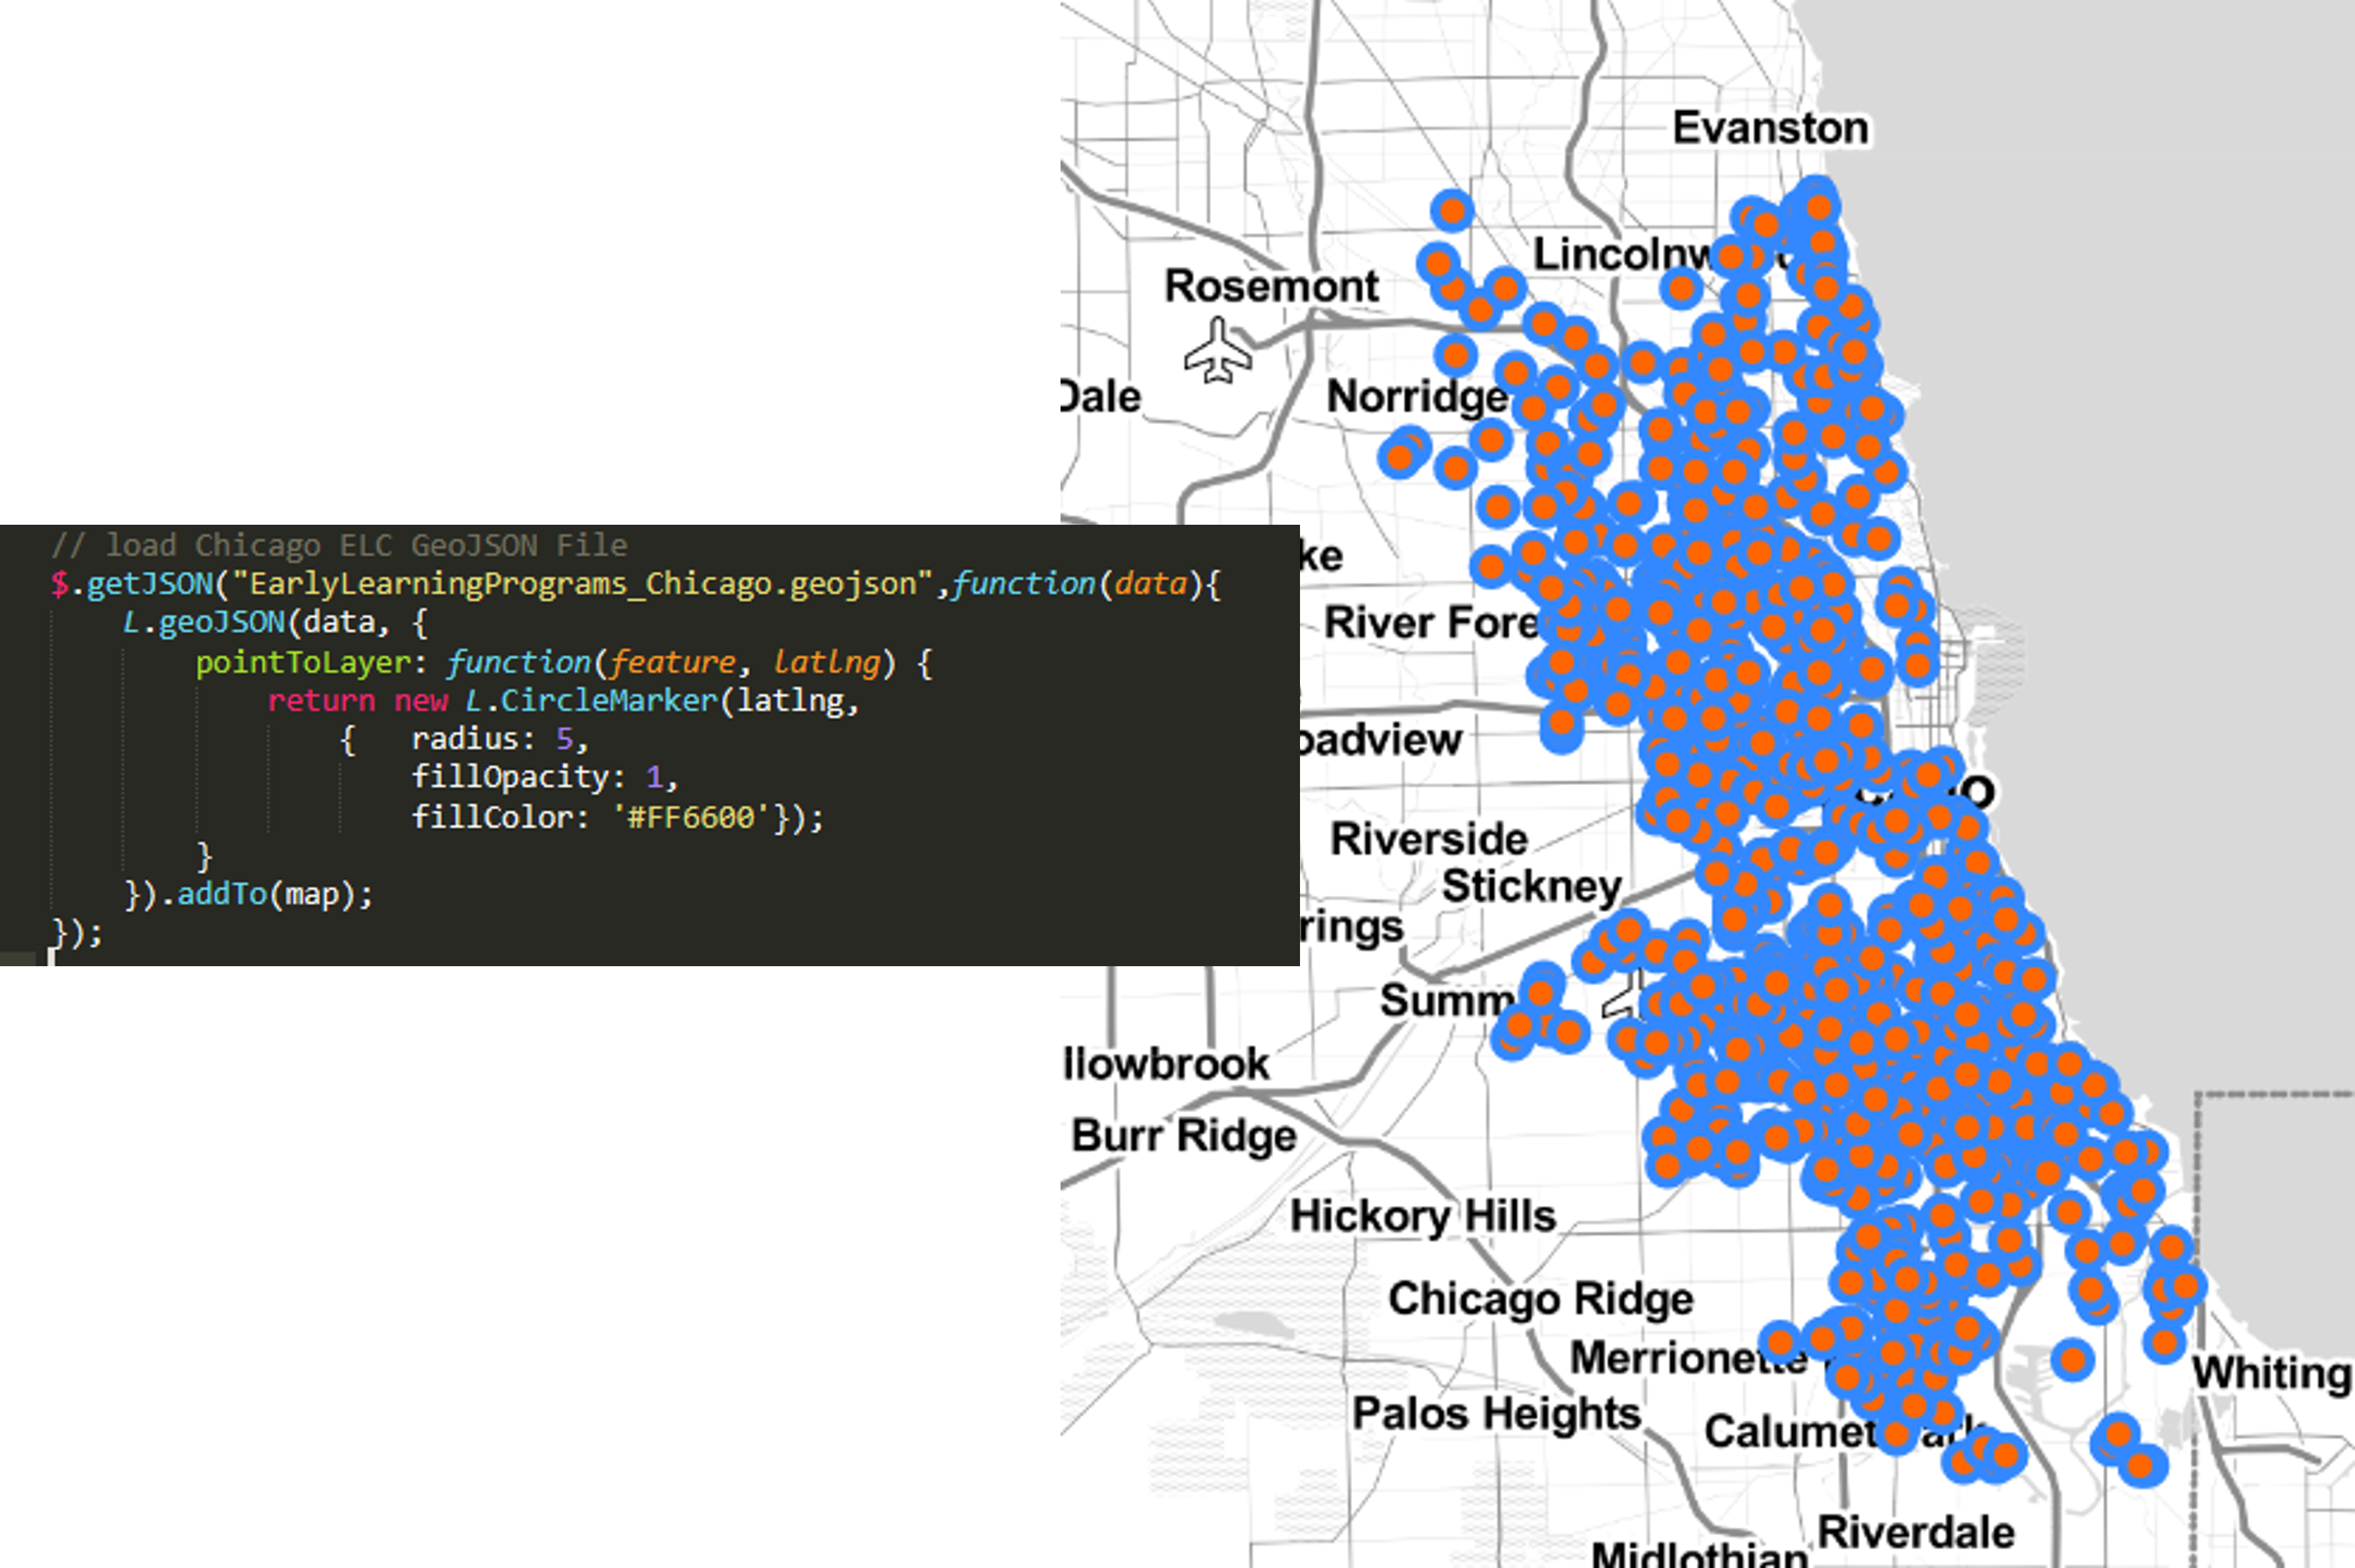 Evanston
Lincolnw
Rosemont
Dale
Norridge
// load Chicago ELC GeoJSON File
$.getJSON("EarlyLearningPrograms_Chicago.geojson",function(data){
L.geoJSON(data, {
pointToLayer: function(feature, latlng) {
return new L.CircleMarker(latlng,
{ radius: 5,
fillOpacity: 1,
fillColor: '#FF6600'});
}
}).addTo(map);
});
ke
River Fore
oadview
o
Riverside
Stickney
rings
Summ
llowbrook
Burr Ridge
Hickory Hills
Chicago Ridge
Merrionette
Whiting
Palos Heights
Calumet Park
Riverdale
Midlothian